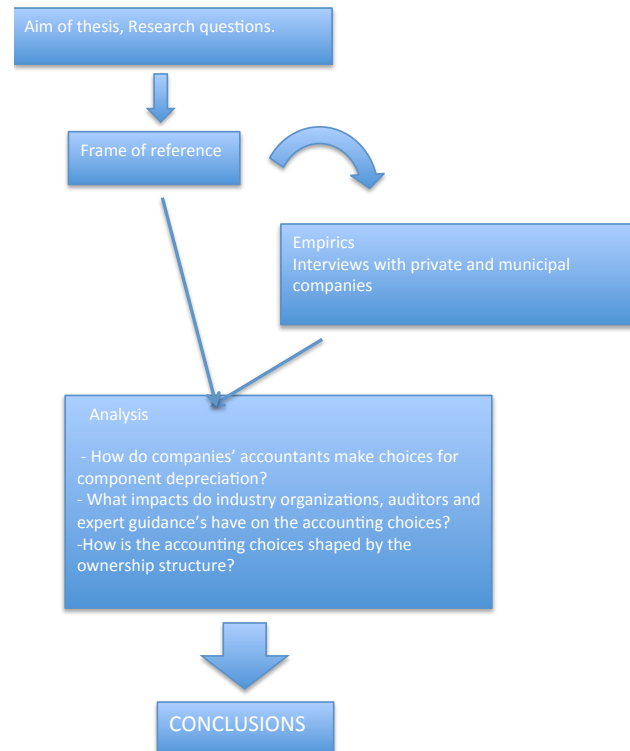 Aim of thesis, Research questions.
Frame of reference
Empirics
Interviews with private and municipal
companies
Analysis
- How do companies' accountants make choices for
component depreciation?
- What impacts do industry organizations, auditors and
expert guidance's have on the accounting choices?
-How is the accounting choices shaped by the
ownership structure?
CONCLUSIONS